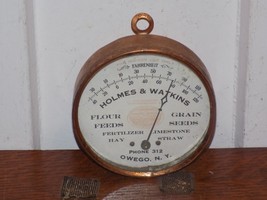 FAHRENHEIT
HOLMES & WATKINS
FLOUR GRAIN
FEEDS SEEDS
FERTILIZER LIMESTONE
HAY STRAW
PHONE 312
OWEGO, N. Y.